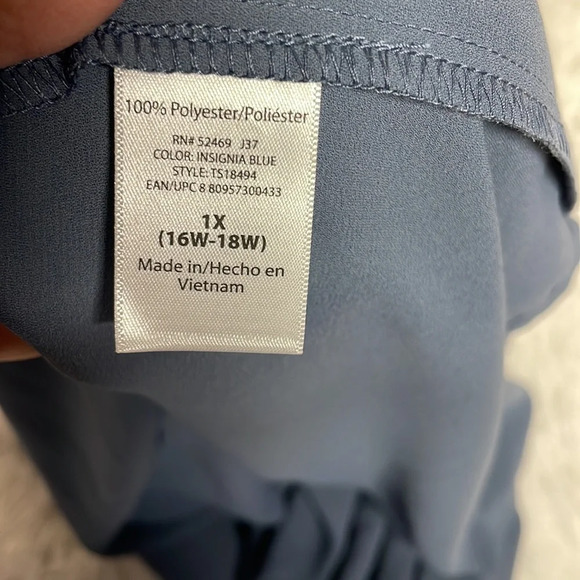 100% Polyester/Poliéster
RN# 52469 J37
COLOR: INSIGNIA BLUE
STYLE: TS18494
EAN/UPC 8 80957300433
1X
(16W-18W)
Made in/Hecho en
Vietnam